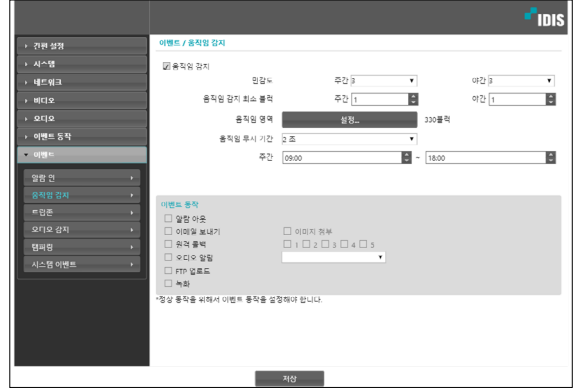 IDIS
간편 설정
시스템
네트워크
비디오
오디오
이벤트 동작
이벤트
알람 인
움직임 감지
트립존
오디오 감지
탬퍼링
시스템 이벤트
이벤트 / 움직임 감지
움직임 감지
민감도 주간 3 야간 3
움직임 감지 최소 블럭 주간 1 야간 1
움직임 영역 설정... 330블럭
움직임 무시 기간 2 초
주간 09:00 ~ 18:00
이벤트 동작
알람 아웃
이메일 보내기 이미지 첨부
원격 콜백 1 2 3 4 5
오디오 알림
FTP 업로드
녹화
*정상 동작을 위해서 이벤트 동작을 설정해야 합니다.
저장